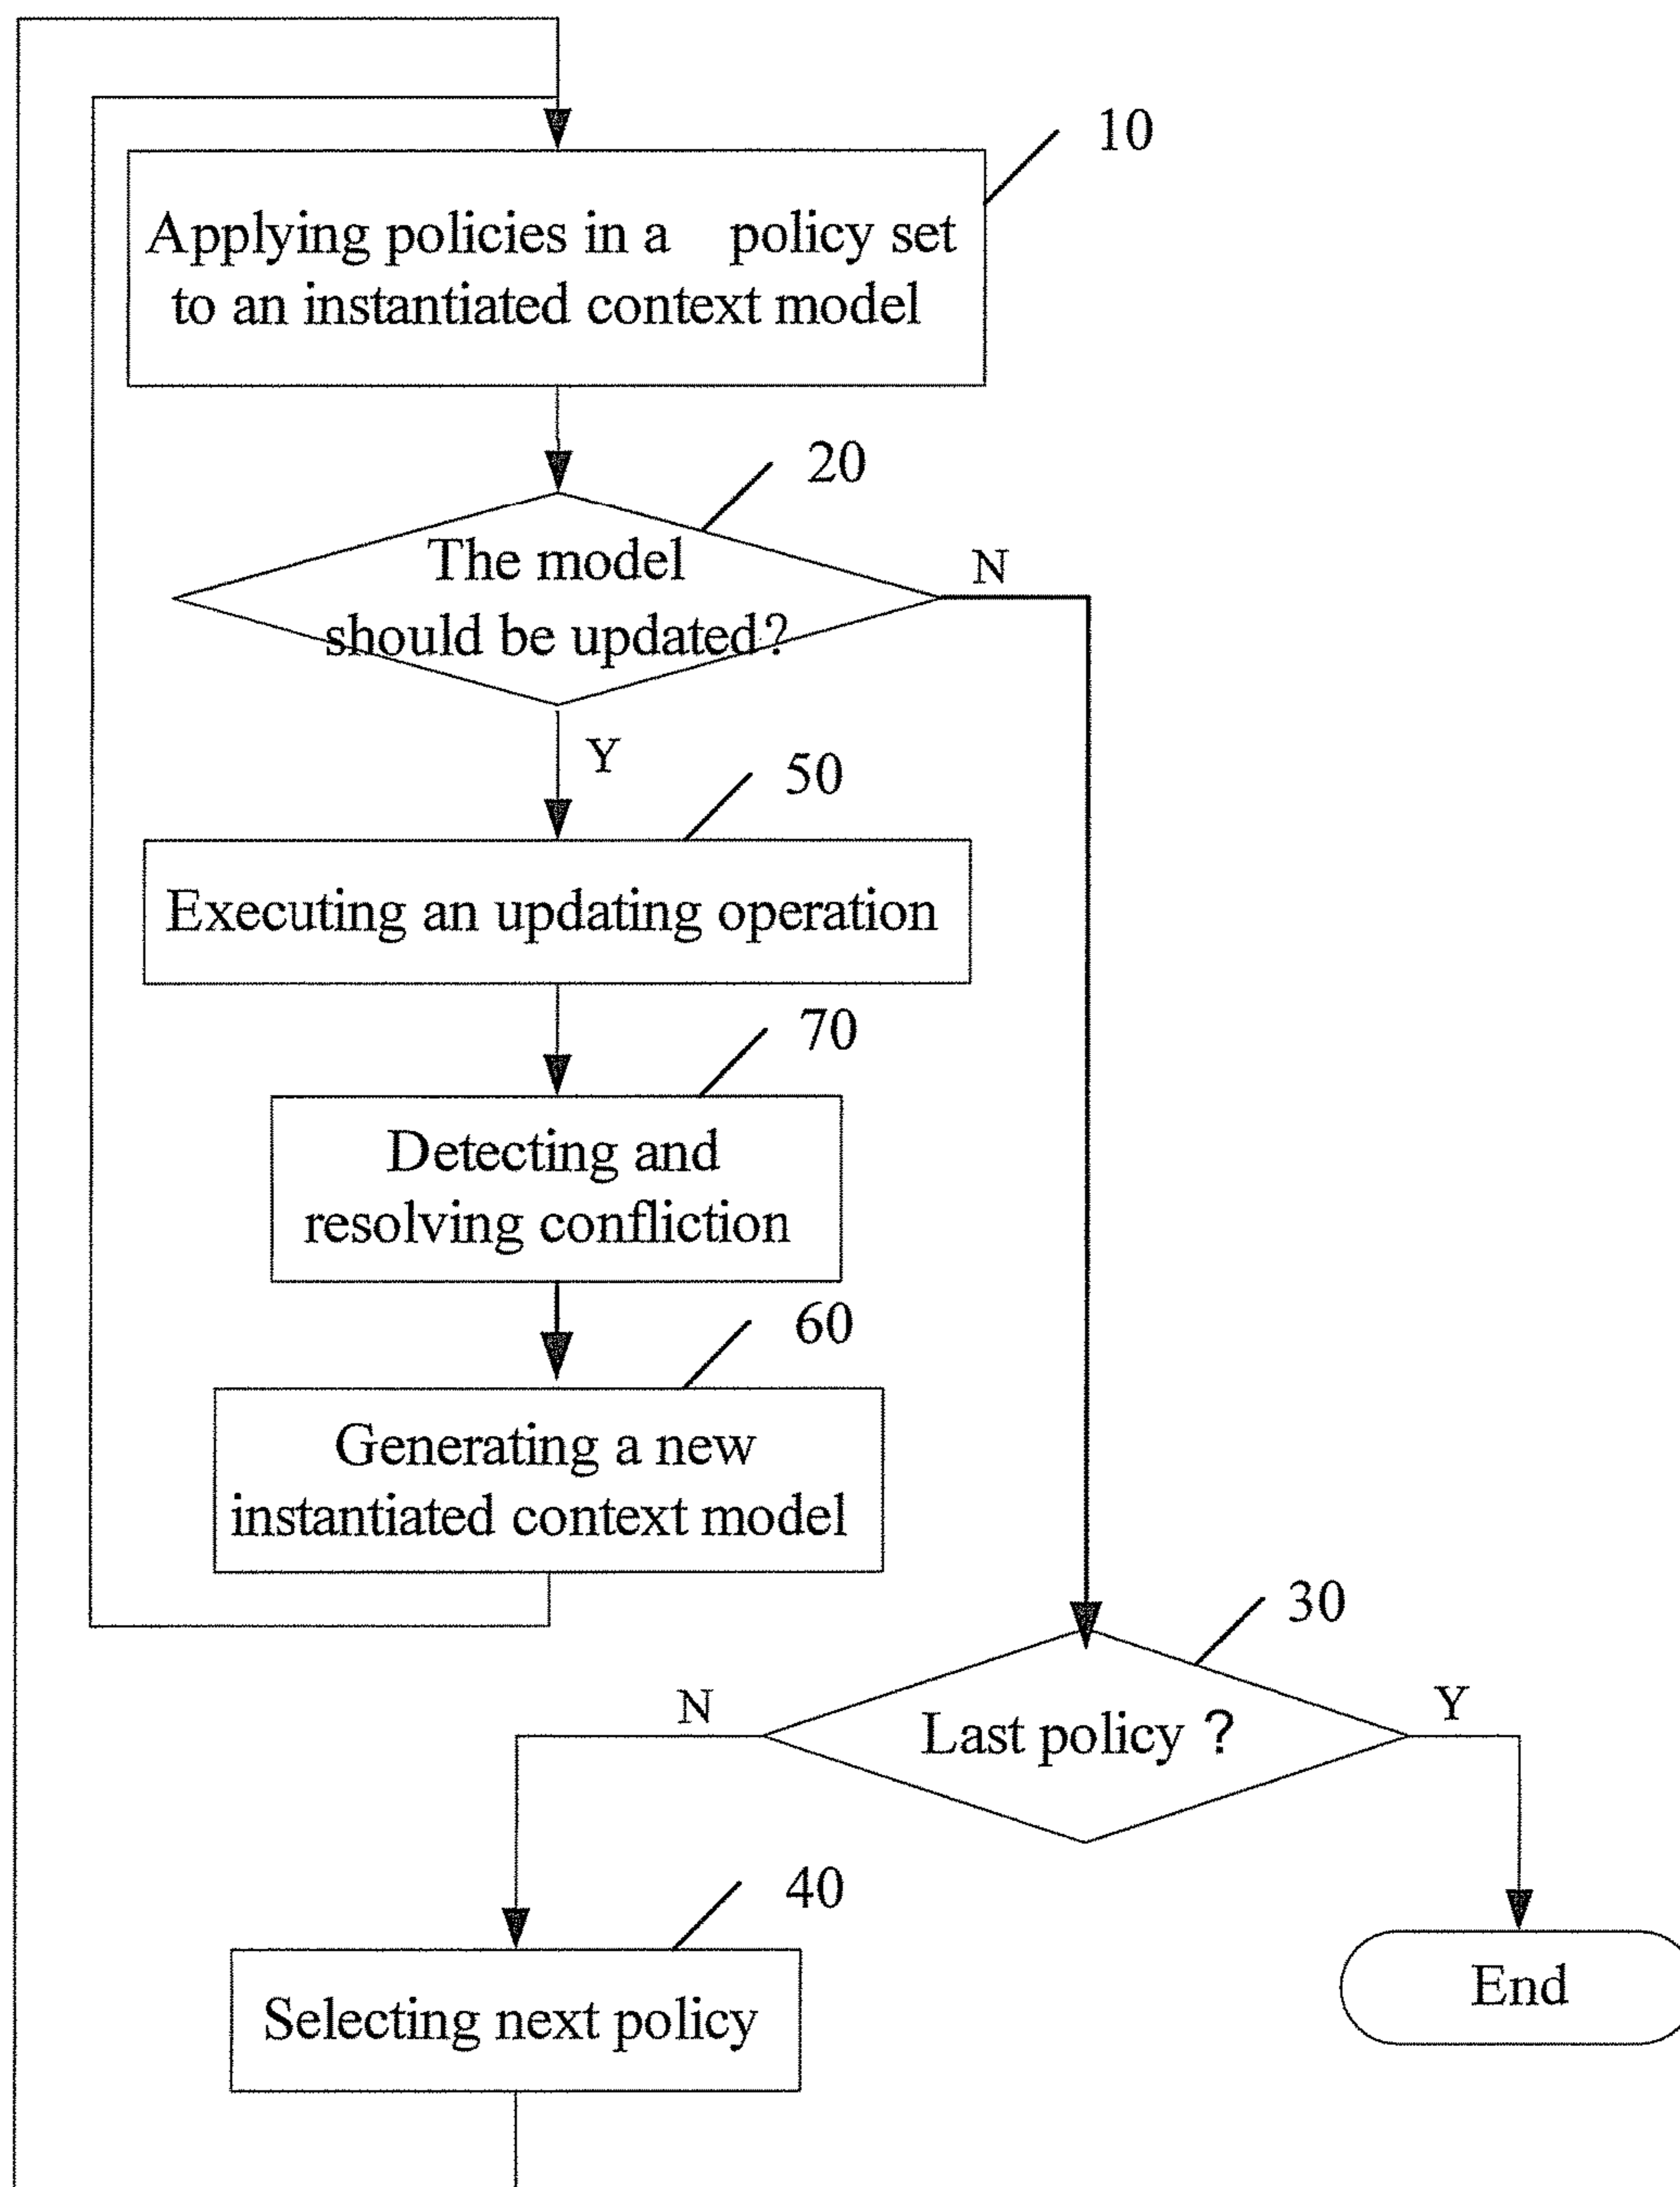 10
Applying policies in a policy set
to an instantiated context model
20
The model
should be updated?
N
Y
50
Executing an updating operation
70
Detecting and
resolving confliction
60
Generating a new
instantiated context model
30
N
Last policy ?
Y
40
Selecting next policy
End